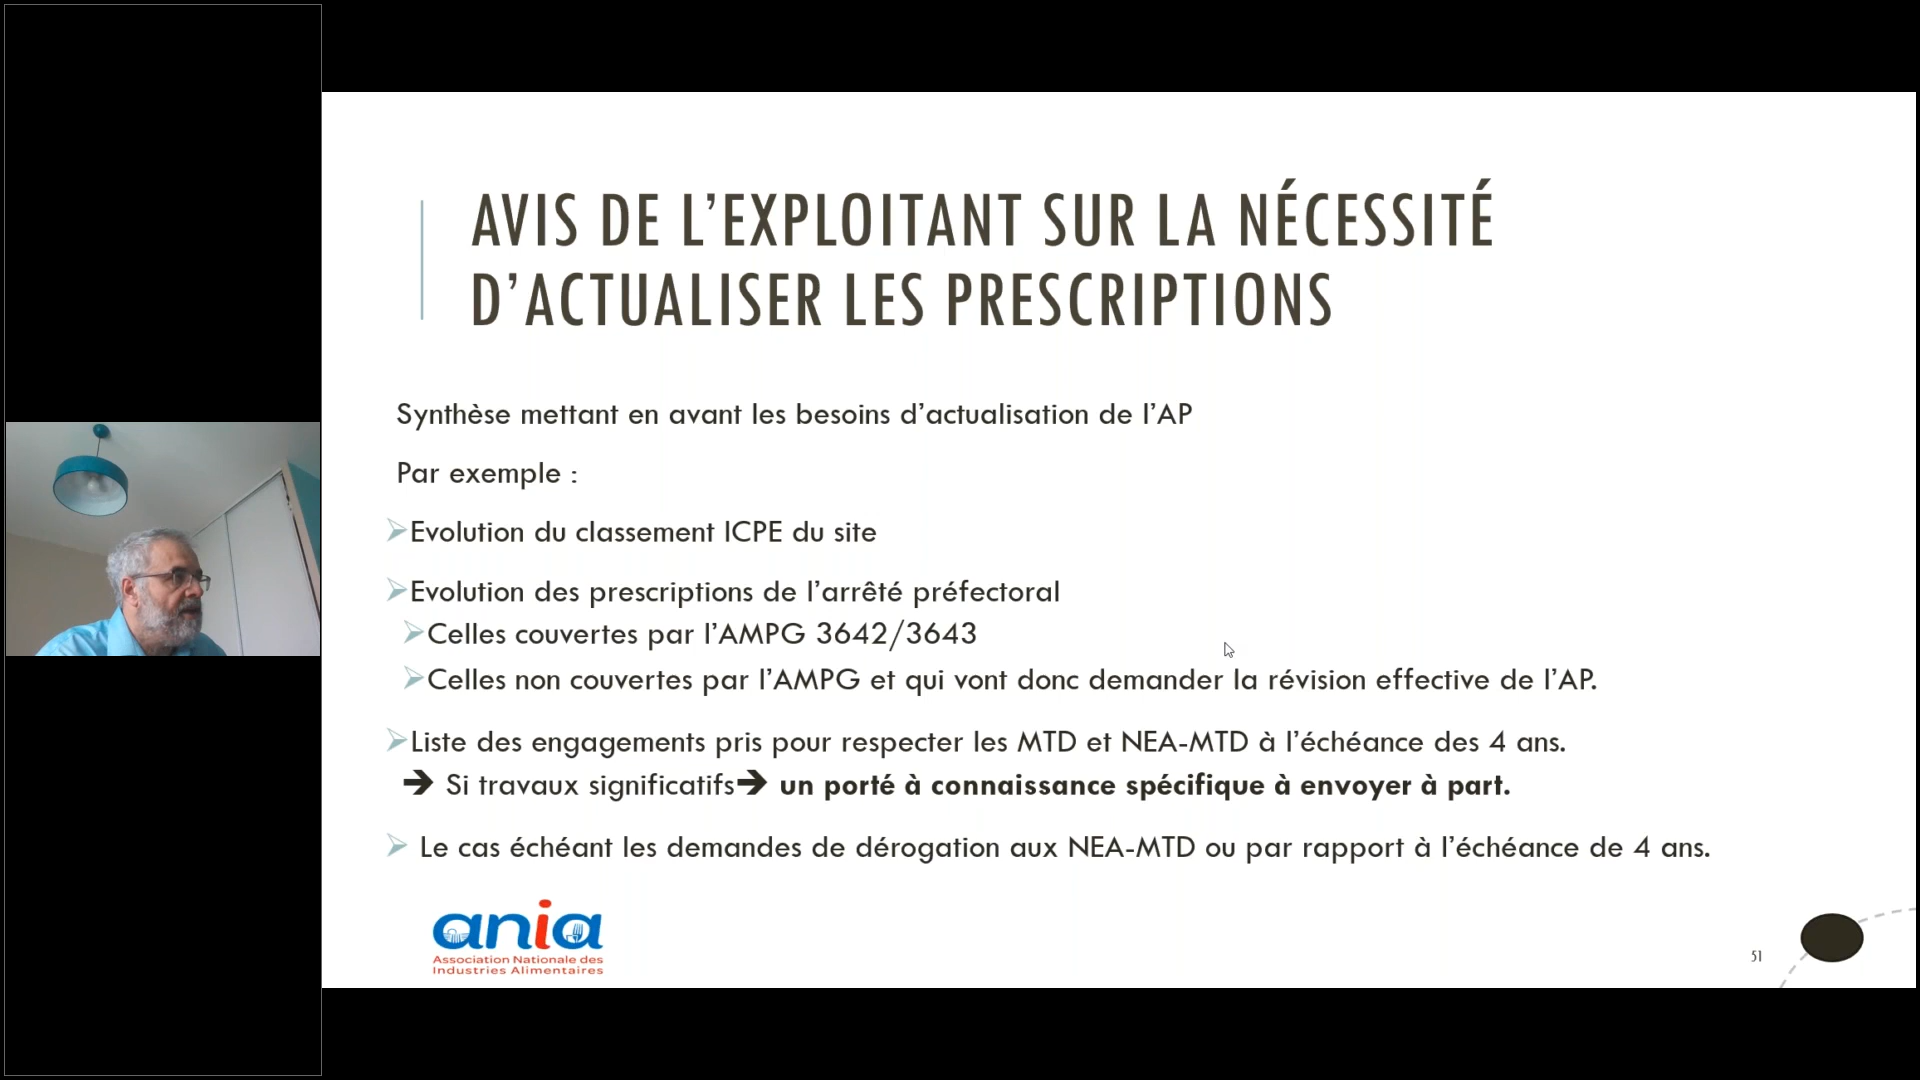 AVIS DE L’EXPLOITANT SUR LA NÉCESSITÉ
D’ACTUALISER LES PRESCRIPTIONS
Synthèse mettant en avant les besoins d’actualisation de l’AP
Par exemple :
Evolution du classement ICPE du site
Evolution des prescriptions de l’arrêté préfectoral
Celles couvertes par l’AMPG 3642/3643
Celles non couvertes par l’AMPG et qui vont donc demander la révision effective de l’AP.
Liste des engagements pris pour respecter les MTD et NEA-MTD à l’échéance des 4 ans.
➔ Si travaux significatifs➔ un porté à connaissance spécifique à envoyer à part.
Le cas échéant les demandes de dérogation aux NEA-MTD ou par rapport à l’échéance de 4 ans.
ania
Association Nationale des
Industries Alimentaires
51